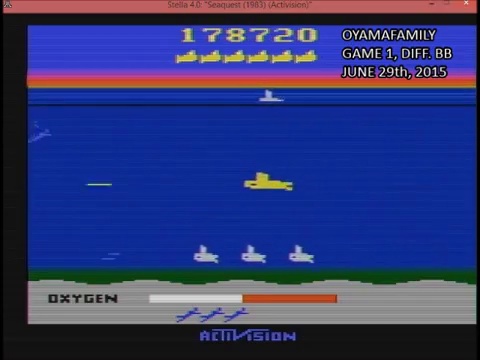 Stella 4.0: "Seaquest (1983) (Activision)"
178720
OYAMAFAMILY
GAME 1, DIFF. BB
JUNE 29th, 2015
OXYGEN
ACTIVISION